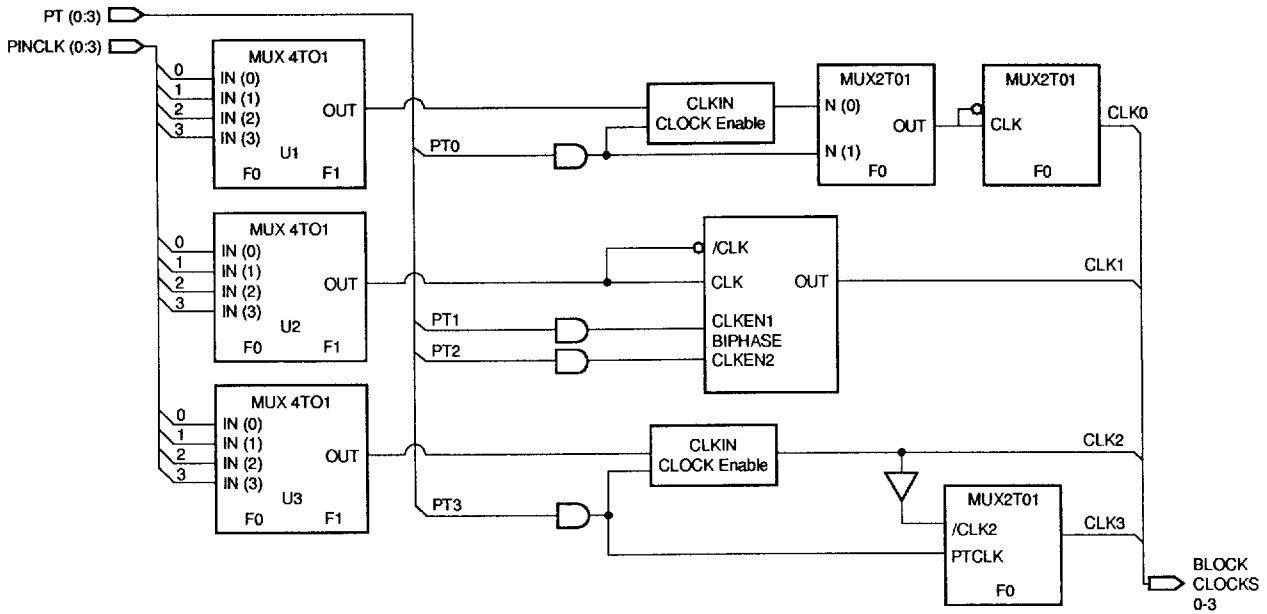 PT (0:3)
PINCLK (0:3)
MUX 4TO1
0
IN (0)
1
IN (1)
2
IN (2)
3
IN (3)
OUT
U1
F0 F1
PT0
CLKIN
CLOCK Enable
MUX2T01
N (0)
OUT
N (1)
F0
MUX2T01
CLK
F0
CLK0
MUX 4TO1
0
IN (0)
1
IN (1)
2
IN (2)
3
IN (3)
OUT
U2
F0 F1
PT1
PT2
/CLK
CLK
OUT
CLKEN1
BIPHASE
CLKEN2
CLK1
MUX 4TO1
0
IN (0)
1
IN (1)
2
IN (2)
3
IN (3)
OUT
U3
F0 F1
PT3
CLKIN
CLOCK Enable
CLK2
MUX2T01
/CLK2
PTCLK
F0
CLK3
BLOCK
CLOCKS
0-3